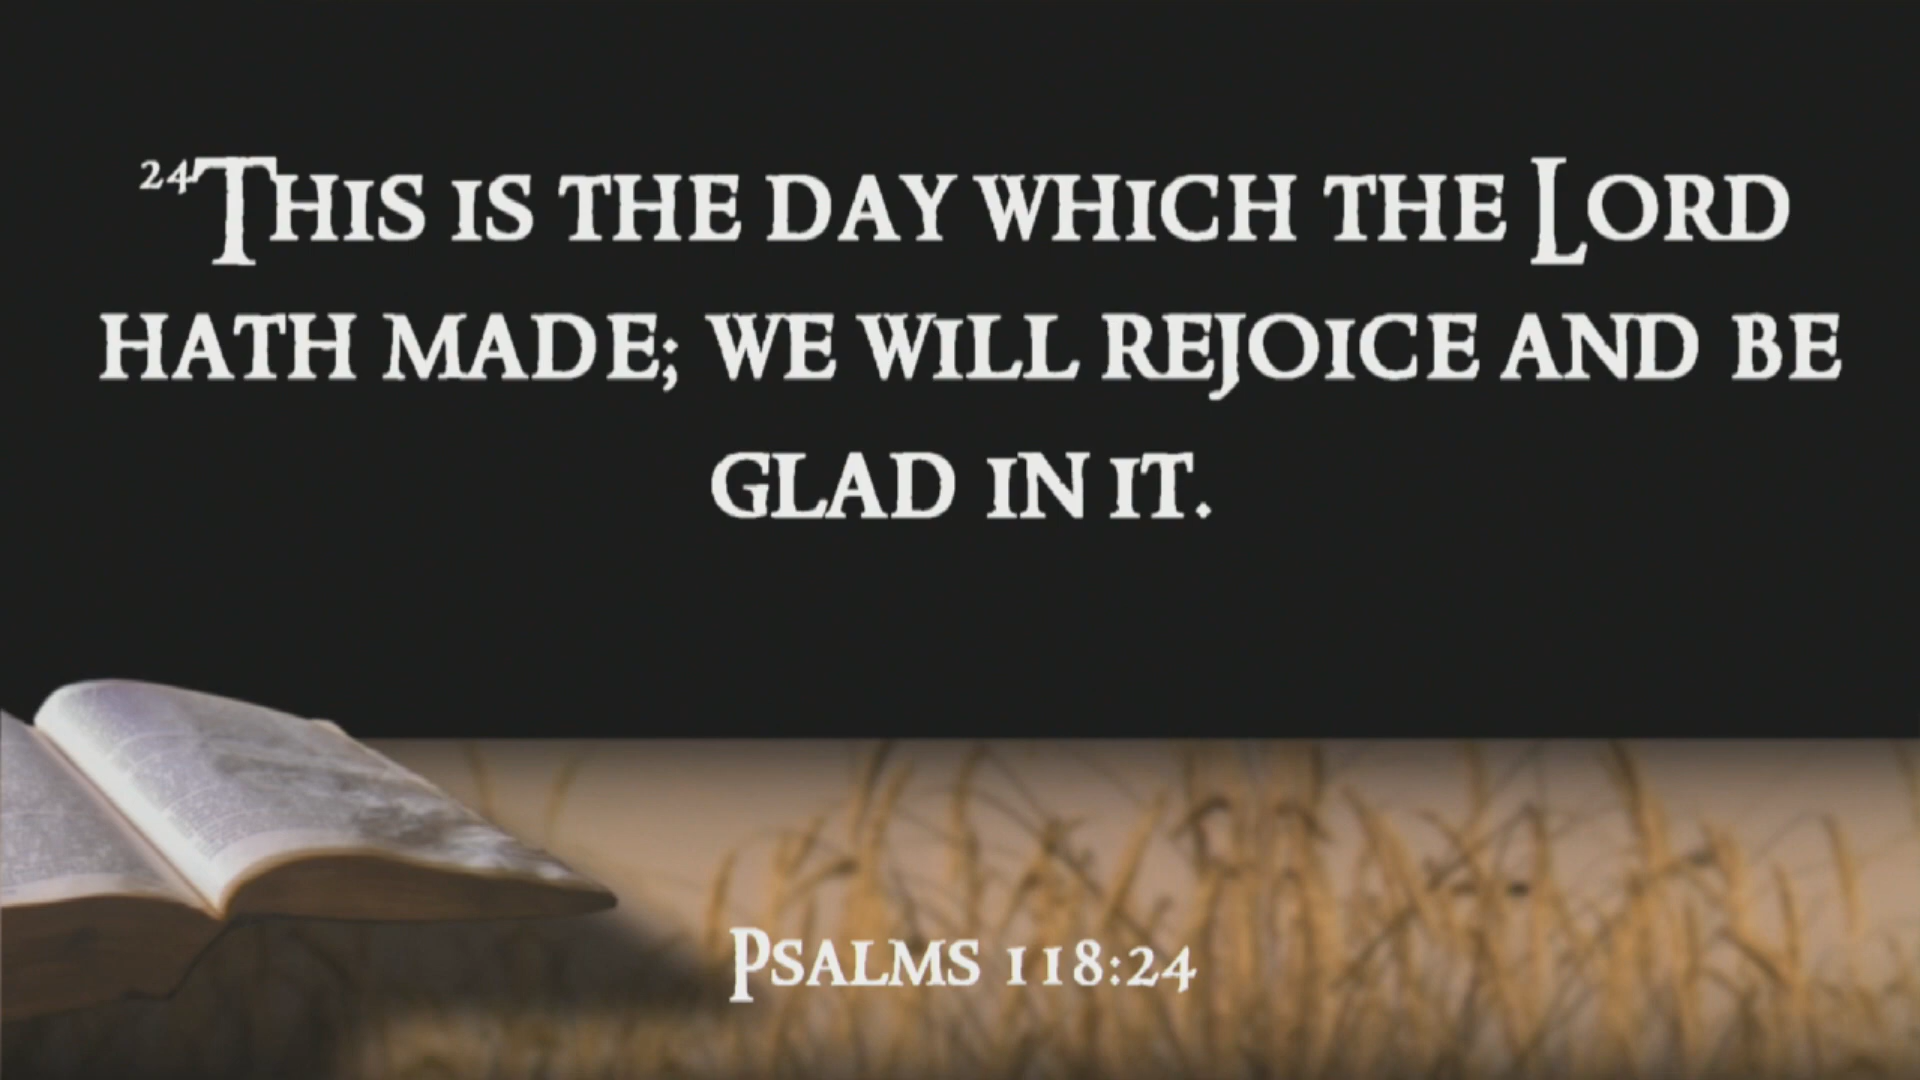 24This is the day which the Lord
hath made; we will rejoice and be
glad in it.
Psalms 118:24